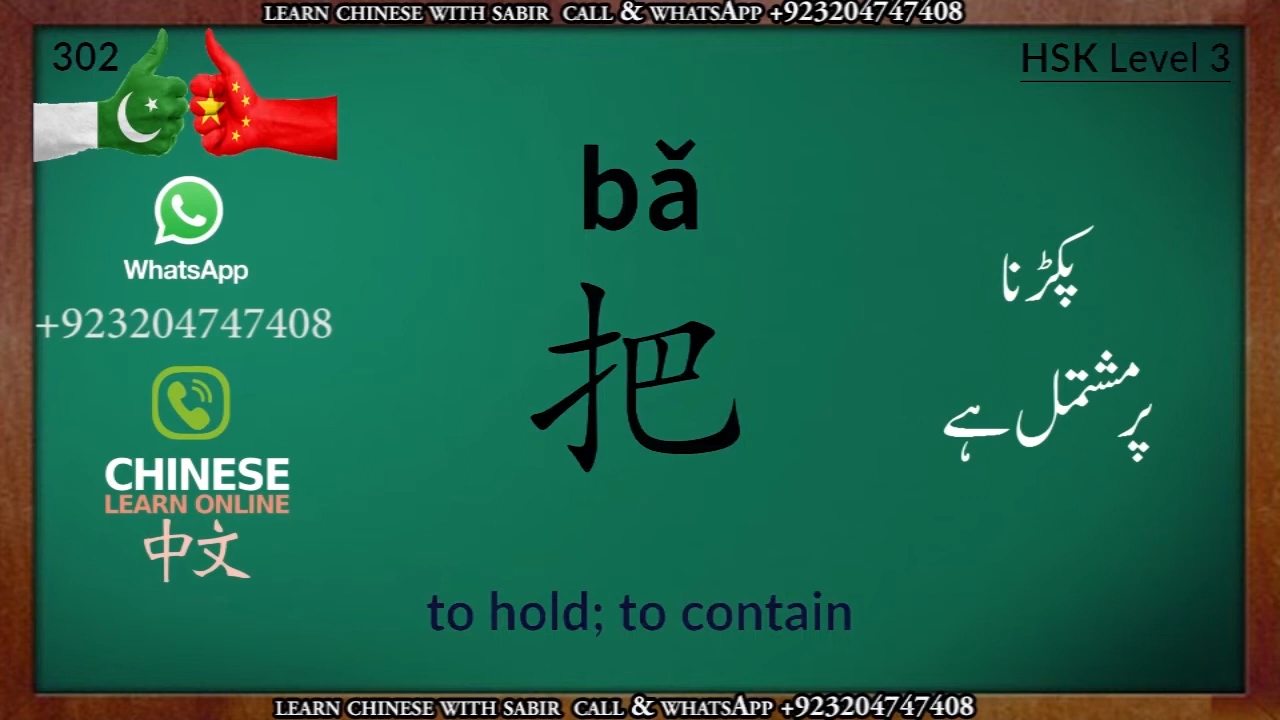 LEARN CHINESE WITH SABIR CALL & WHATSAPP +923204747408
302
HSK Level 3
bǎ
WhatsApp
+923204747408
把
پکڑنا
پر مشتمل ہے
CHINESE
LEARN ONLINE
中文
to hold; to contain
LEARN CHINESE WITH SABIR CALL & WHATSAPP +923204747408